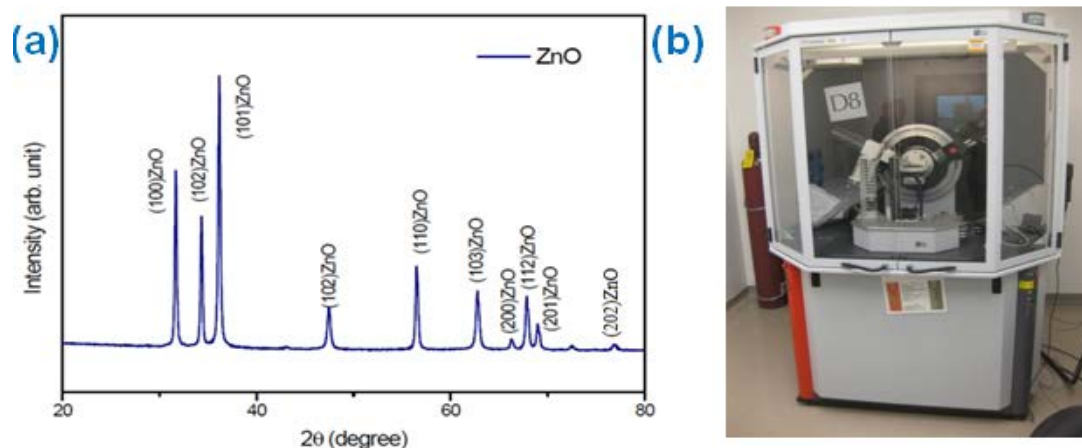 (a)
ZnO
(100)ZnO
(102)ZnO
(101)ZnO
(102)ZnO
(110)ZnO
(103)ZnO
(200)ZnO
(112)ZnO
(201)ZnO
(202)ZnO
Intensity (arb. unit)
20
40
60
80
2θ (degree)
(b)
D8